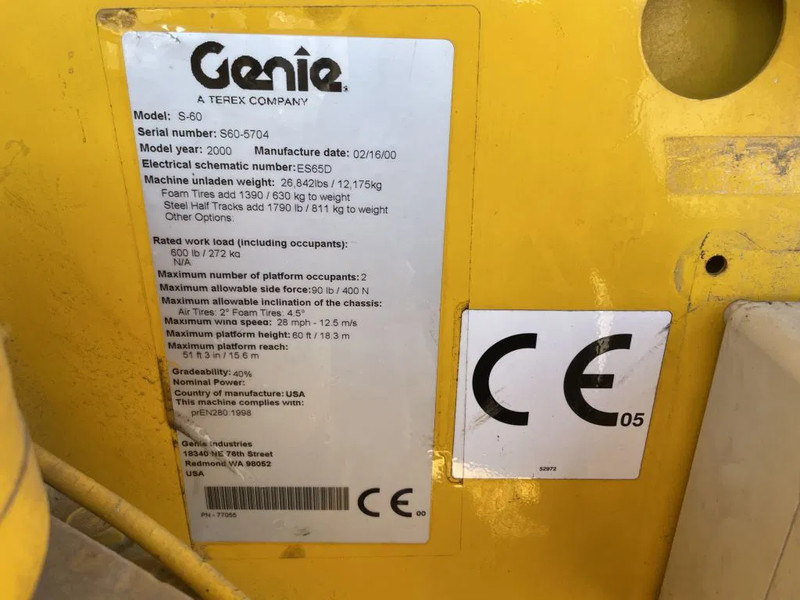 Genie
A TEREX COMPANY
Model: S-60
Serial number: S60-5704
Model year: 2000 Manufacture date: 02/16/00
Electrical schematic number:ES65D
Machine unladen weight: 26,842lbs / 12,175kg
Foam Tires add 1390 / 630 kg to weight
Steel Half Tracks add 1790 lb / 811 kg to weight
Other Options:
Rated work load (including occupants):
600 lb / 272 kg
N/A
Maximum number of platform occupants: 2
Maximum allowable side force:90 lb / 400 N
Maximum allowable inclination of the chassis:
Air Tires: 2° Foam Tires: 4.5°
Maximum wind speed: 28 mph - 12.5 m/s
Maximum platform height: 60 ft / 18.3 m
Maximum platform reach:
51 ft 3 in / 15.6 m
Gradeability: 40%
Nominal Power:
Country of manufacture: USA
This machine complies with:
prEN280:1998
Genie Industries
18340 NE 76th Street
Redmond WA 98052
USA
PN - 77055
CE 00
CE 05
52972